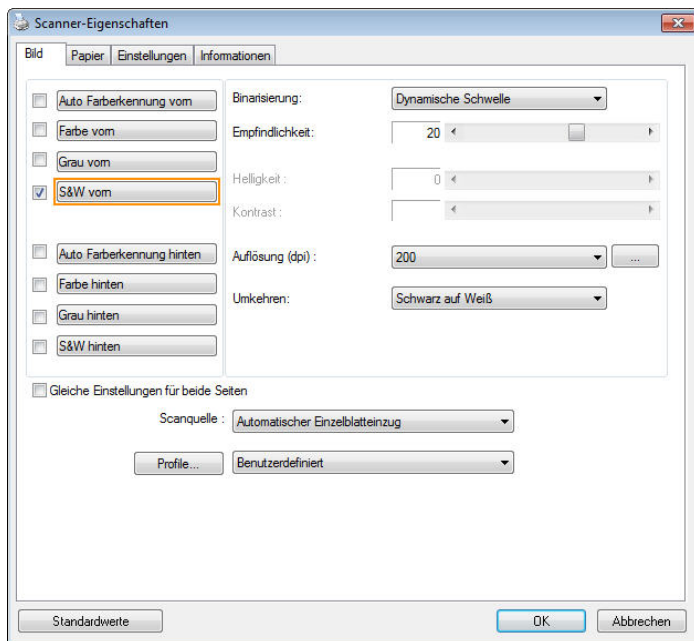 Scanner-Eigenschaften
Bild Papier Einstellungen Informationen
Auto Farberkennung vorn
Farbe vorn
Grau vorn
S&W vorn
Auto Farberkennung hinten
Farbe hinten
Grau hinten
S&W hinten
Binarisierung: Dynamische Schwelle
Empfindlichkeit: 20
Helligkeit : 0
Kontrast :
Auflösung (dpi) : 200 ...
Umkehren: Schwarz auf Weiß
Gleiche Einstellungen für beide Seiten
Scanquelle : Automatischer Einzelblatteinzug
Profile... Benutzerdefiniert
Standardwerte OK Abbrechen